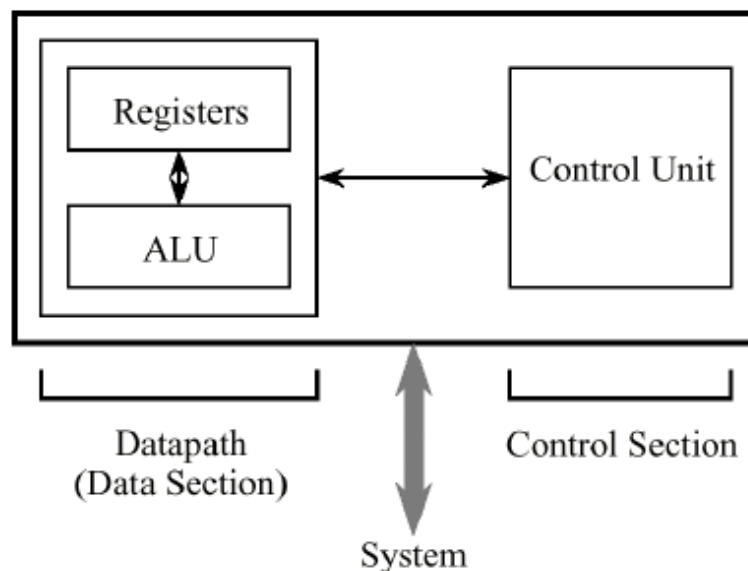 Registers
ALU
Control Unit
Datapath
(Data Section)
Control Section
System